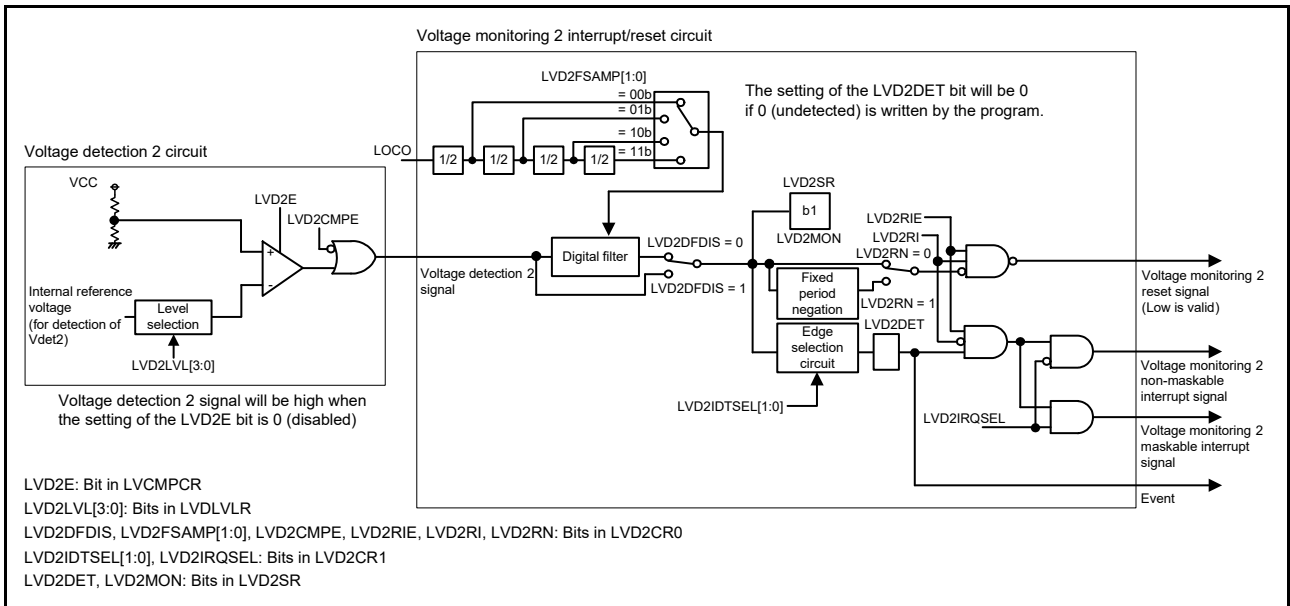 Voltage monitoring 2 interrupt/reset circuit
LVD2FSAMP[1:0]
= 00b
= 01b
= 10b
= 11b
The setting of the LVD2DET bit will be 0
if 0 (undetected) is written by the program.
LOCO
1/2
1/2
1/2
1/2
Voltage detection 2 circuit
VCC
LVD2E
LVD2CMPE
+
-
Internal reference
voltage
(for detection of
Vdet2)
Level
selection
LVD2LVL[3:0]
Voltage detection 2 signal will be high when
the setting of the LVD2E bit is 0 (disabled)
Voltage detection 2
signal
Digital filter
LVD2DFDIS = 0
LVD2DFDIS = 1
LVD2SR
b1
LVD2MON
LVD2RIE
LVD2RI
LVD2RN = 0
Fixed
period
negation
LVD2RN = 1
Edge
selection
circuit
LVD2DET
LVD2IDTSEL[1:0]
LVD2IRQSEL
Voltage monitoring 2
reset signal
(Low is valid)
Voltage monitoring 2
non-maskable
interrupt signal
Voltage monitoring 2
maskable interrupt
signal
Event
LVD2E: Bit in LVCMPCR
LVD2LVL[3:0]: Bits in LVDLVLR
LVD2DFDIS, LVD2FSAMP[1:0], LVD2CMPE, LVD2RIE, LVD2RI, LVD2RN: Bits in LVD2CR0
LVD2IDTSEL[1:0], LVD2IRQSEL: Bits in LVD2CR1
LVD2DET, LVD2MON: Bits in LVD2SR